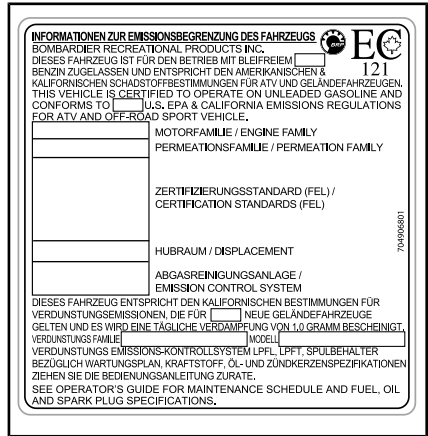 INFORMATIONEN ZUR EMISSIONSBEGRENZUNG DES FAHRZEUGS
BOMBARDIER RECREATIONAL PRODUCTS INC.
BRP
EC
121
DIESES FAHRZEUG IST FÜR DEN BETRIEB MIT BLEIFREIEM
BENZIN ZUGELASSEN UND ENTSPRICHT DEN AMERIKANISCHEN &
KALIFORNISCHEN SCHADSTOFFBESTIMMUNGEN FÜR ATV UND GELÄNDEFAHRZEUGEN.
THIS VEHICLE IS CERTIFIED TO OPERATE ON UNLEADED GASOLINE AND
CONFORMS TO U.S. EPA & CALIFORNIA EMISSIONS REGULATIONS
FOR ATV AND OFF-ROAD SPORT VEHICLE.
MOTORFAMILIE / ENGINE FAMILY
PERMEATIONSFAMILIE / PERMEATION FAMILY
ZERTIFIZIERUNGSSTANDARD (FEL) /
CERTIFICATION STANDARDS (FEL)
HUBRAUM / DISPLACEMENT
ABGASREINIGUNGSANLAGE /
EMISSION CONTROL SYSTEM
704906801
DIESES FAHRZEUG ENTSPRICHT DEN KALIFORNISCHEN BESTIMMUNGEN FÜR
VERDUNSTUNGSEMISSIONEN, DIE FÜR NEUE GELÄNDEFAHRZEUGE
GELTEN UND ES WIRD EINE TÄGLICHE VERDAMPFUNG VON 1,0 GRAMM BESCHEINIGT.
VERDUNSTUNGS FAMILIE MODELL
VERDUNSTUNGS EMISSIONS-KONTROLLSYSTEM LPFL, LPFT, SPULBEHALTER
BEZÜGLICH WARTUNGSPLAN, KRAFTSTOFF, ÖL- UND ZÜNDKERZENSPEZIFIKATIONEN
ZIEHEN SIE DIE BEDIENUNGSANLEITUNG ZURATE.
SEE OPERATOR'S GUIDE FOR MAINTENANCE SCHEDULE AND FUEL, OIL
AND SPARK PLUG SPECIFICATIONS.